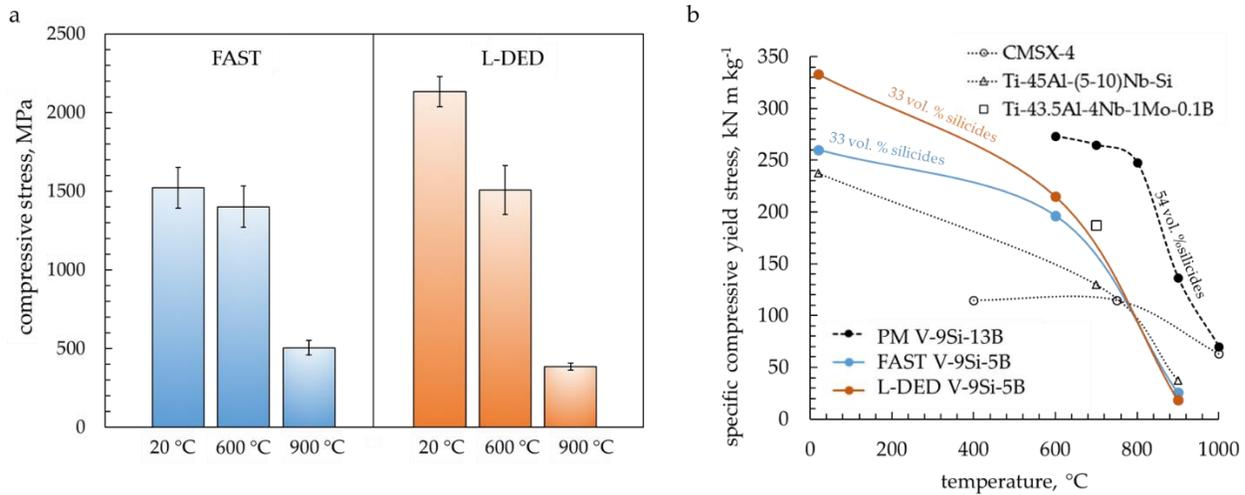 a
compressive stress, MPa
2500
2000
1500
1000
500
0
FAST
L-DED
20 °C
600 °C
900 °C
20 °C
600 °C
900 °C
b
specific compressive yield stress, kN m kg-1
350
300
250
200
150
100
50
0
CMSX-4
Ti-45Al-(5-10)Nb-Si
Ti-43.5Al-4Nb-1Mo-0.1B
33 vol. % silicides
33 vol. % silicides
54 vol. %silicides
PM V-9Si-13B
FAST V-9Si-5B
L-DED V-9Si-5B
0
200
400
600
800
1000
temperature, °C